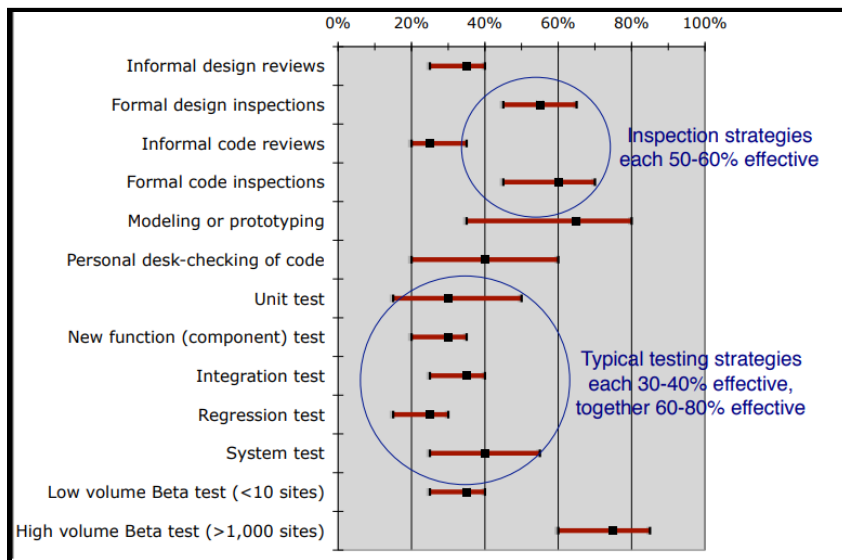 0% 20% 40% 60% 80% 100%
Informal design reviews
Formal design inspections
Informal code reviews
Formal code inspections
Modeling or prototyping
Personal desk-checking of code
Unit test
New function (component) test
Integration test
Regression test
System test
Low volume Beta test (<10 sites)
High volume Beta test (>1,000 sites)
Inspection strategies
each 50-60% effective
Typical testing strategies
each 30-40% effective,
together 60-80% effective